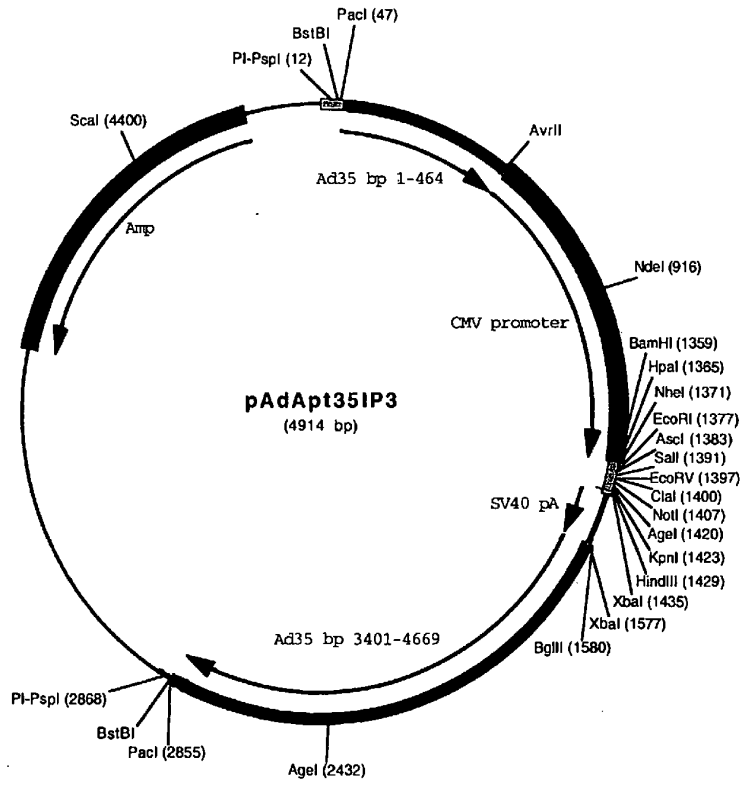 PacI (47)
BstBI
PI-PspI (12)
ScaI (4400)
AvrII
Ad35 bp 1-464
Amp
NdeI (916)
CMV promoter
BamHI (1359)
HpaI (1365)
NheI (1371)
pAdApt35IP3
(4914 bp)
EcoRI (1377)
AscI (1383)
SalI (1391)
EcoRV (1397)
ClaI (1400)
SV40 pA
NotI (1407)
AgeI (1420)
KpnI (1423)
HindIII (1429)
XbaI (1435)
XbaI (1577)
BglII (1580)
Ad35 bp 3401-4669
PI-PspI (2868)
BstBI
PacI (2855)
AgeI (2432)